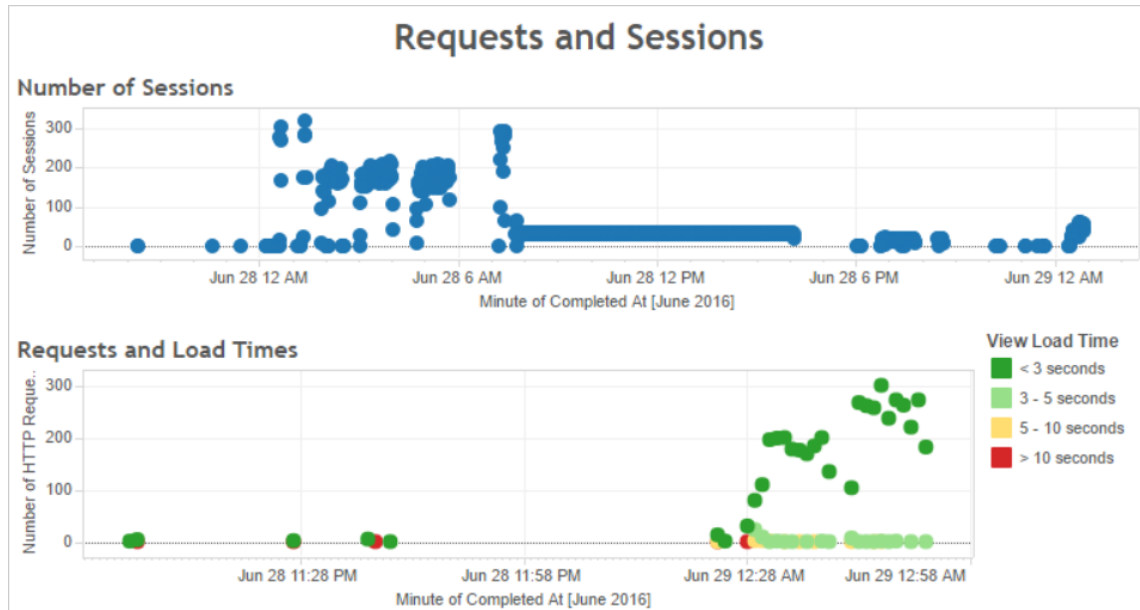 Requests and Sessions
Number of Sessions
Number of Sessions
300
200
100
0
Jun 28 12 AM
Jun 28 6 AM
Jun 28 12 PM
Jun 28 6 PM
Jun 29 12 AM
Minute of Completed At [June 2016]
Requests and Load Times
Number of HTTP Reque..
300
200
100
0
Jun 28 11:28 PM
Jun 28 11:58 PM
Jun 29 12:28 AM
Jun 29 12:58 AM
Minute of Completed At [June 2016]
View Load Time
< 3 seconds
3 - 5 seconds
5 - 10 seconds
> 10 seconds